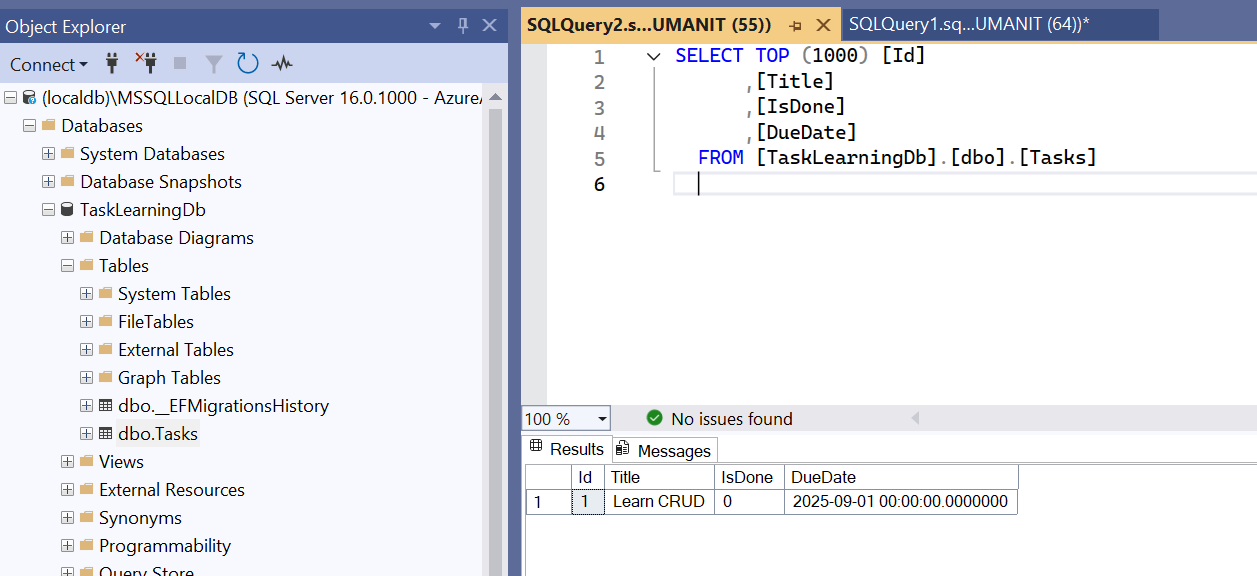 Object Explorer
Connect
(localdb)\MSSQLLocalDB (SQL Server 16.0.1000 - AzureA
Databases
System Databases
Database Snapshots
TaskLearningDb
Database Diagrams
Tables
System Tables
FileTables
External Tables
Graph Tables
dbo.__EFMigrationsHistory
dbo.Tasks
Views
External Resources
Synonyms
Programmability
Query Store
SQLQuery2.s...UMANIT (55)) SQLQuery1.sq...UMANIT (64))*
1 SELECT TOP (1000) [Id]
2 ,[Title]
3 ,[IsDone]
4 ,[DueDate]
5 FROM [TaskLearningDb].[dbo].[Tasks]
6
100 % No issues found
Results Messages
Id Title IsDone DueDate
1 1 Learn CRUD 0 2025-09-01 00:00:00.0000000